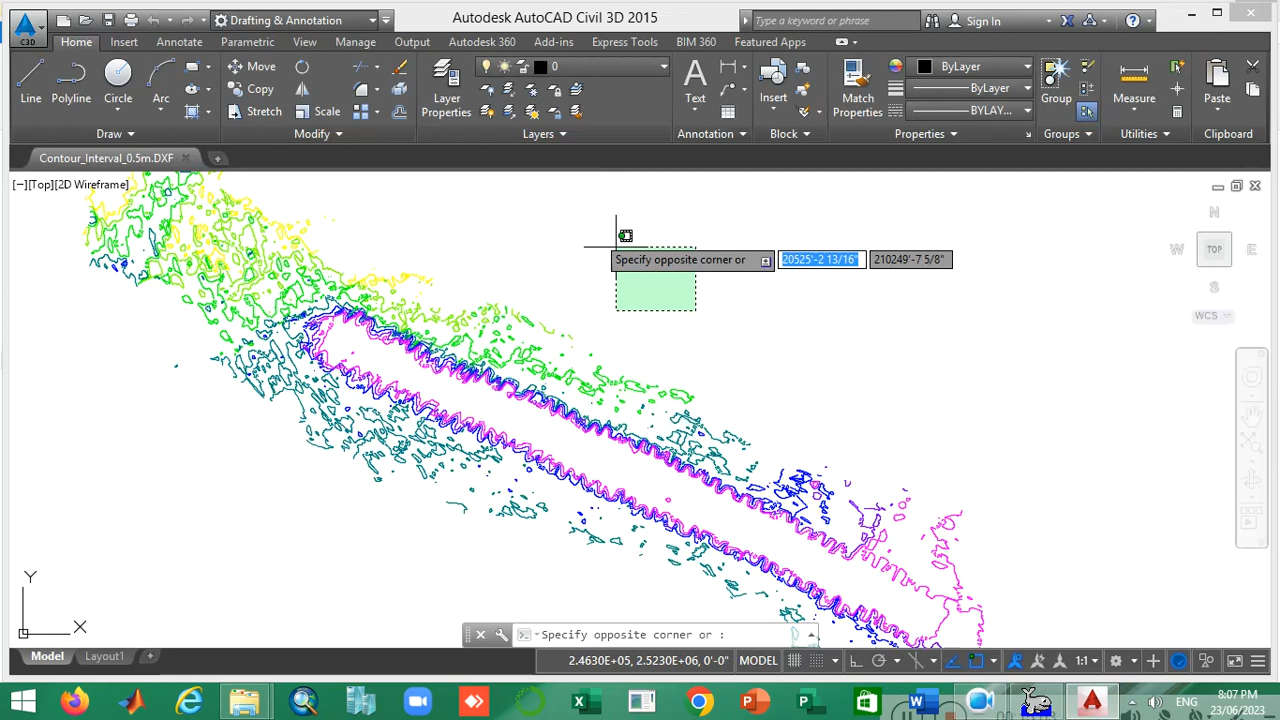 Drafting & Annotation
Autodesk AutoCAD Civil 3D 2015
Type a keyword or phrase
Sign In
C3D
Home Insert Annotate Parametric View Manage Output Autodesk 360 Add-ins Express Tools BIM 360 Featured Apps
Line Polyline Circle Arc
Move
Copy
Stretch Scale
Layer Properties
0
Text
Insert
Match Properties
ByLayer
ByLayer
BYLAY...
Group
Measure
Paste
Draw Modify Layers Annotation Block Properties Groups Utilities Clipboard
Contour_Interval_0.5m.DXF
[−][Top][2D Wireframe]
N
W TOP E
S
WCS
Specify opposite corner or 20525'-2 13/16" 210249'-7 5/8"
Y
X
Specify opposite corner or :
Model Layout1
2.4630E+05, 2.5230E+06, 0'-0" MODEL 1:1
ENG
8:07 PM
23/06/2023